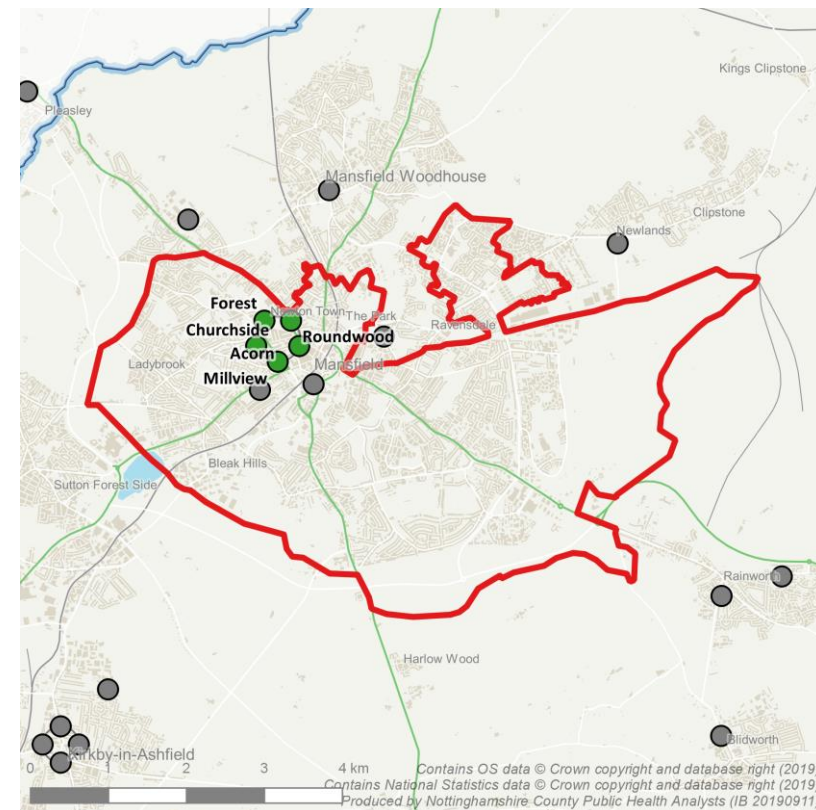 Kings Clipstone
Pleasley
Mansfield Woodhouse
Clipstone
Newlands
Forest
Town
The Park
Churchside
Roundwood
Ravensdale
Acorn
Ladybrook
Mansfield
Millview
Bleak Hills
Sutton Forest Side
Rainworth
Harlow Wood
Blidworth
Kirkby-in-Ashfield
0 1 2 3 4 km
Contains OS data © Crown copyright and database right (2019)
Contains National Statistics data © Crown copyright and database right (2019)
Produced by Nottinghamshire County Public Health Analysts (IB 20190911)